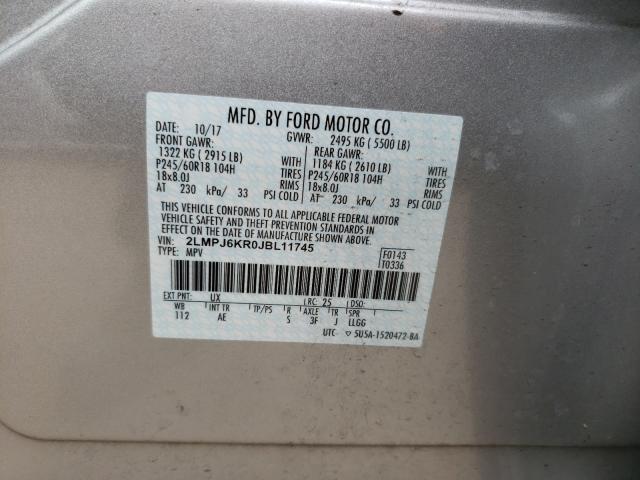 MFD. BY FORD MOTOR CO.
DATE: 10/17 GVWR: 2495 KG ( 5500 LB)
FRONT GAWR: REAR GAWR:
1322 KG ( 2915 LB) WITH 1184 KG ( 2610 LB) WITH
P245/60R18 104H TIRES P245/60R18 104H TIRES
18x8.0J RIMS 18x8.0J RIMS
AT 230 kPa/ 33 PSI COLD AT 230 kPa/ 33 PSI COLD
THIS VEHICLE CONFORMS TO ALL APPLICABLE FEDERAL MOTOR
VEHICLE SAFETY AND THEFT PREVENTION STANDARDS IN
EFFECT ON THE DATE OF MANUFACTURE SHOWN ABOVE.
VIN: 2LMPJ6KR0JBL11745 F0143
TYPE: MPV T0336
EXT PNT: UX RC: 25 DSO:
WB INT TR TP/PS R AXLE TR SPR
112 AE S 3F J LLGG
UTC 5U5A-1520472-BA